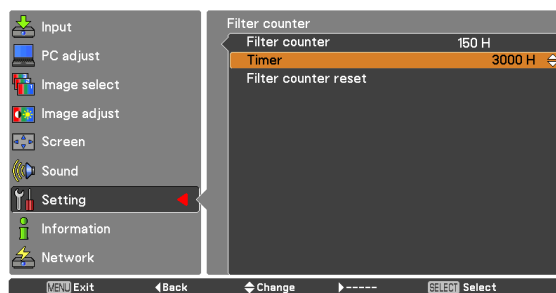 Input
PC adjust
Image select
Image adjust
Screen
Sound
Setting
Information
Network
Filter counter
Filter counter 150 H
Timer 3000 H
Filter counter reset
MENU Exit Back Change ----- SELECT Select